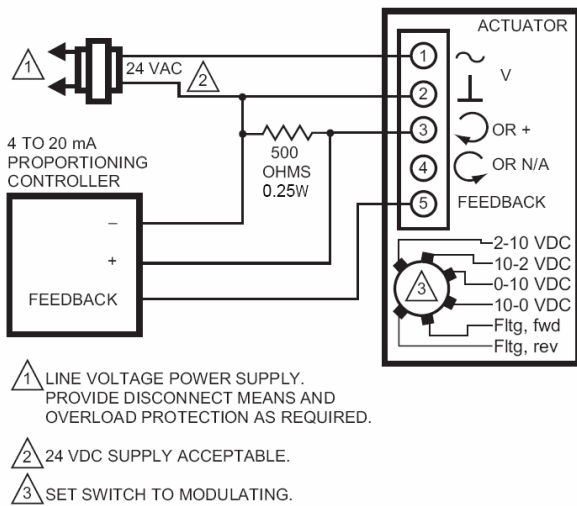 ACTUATOR
1
24 VAC
2
1
V
2
4 TO 20 mA
PROPORTIONING
CONTROLLER
500
OHMS
0.25W
3
OR +
4
OR N/A
5
FEEDBACK
–
+
FEEDBACK
2-10 VDC
10-2 VDC
0-10 VDC
10-0 VDC
Fltg, fwd
Fltg, rev
3
1 LINE VOLTAGE POWER SUPPLY.
PROVIDE DISCONNECT MEANS AND
OVERLOAD PROTECTION AS REQUIRED.
2 24 VDC SUPPLY ACCEPTABLE.
3 SET SWITCH TO MODULATING.